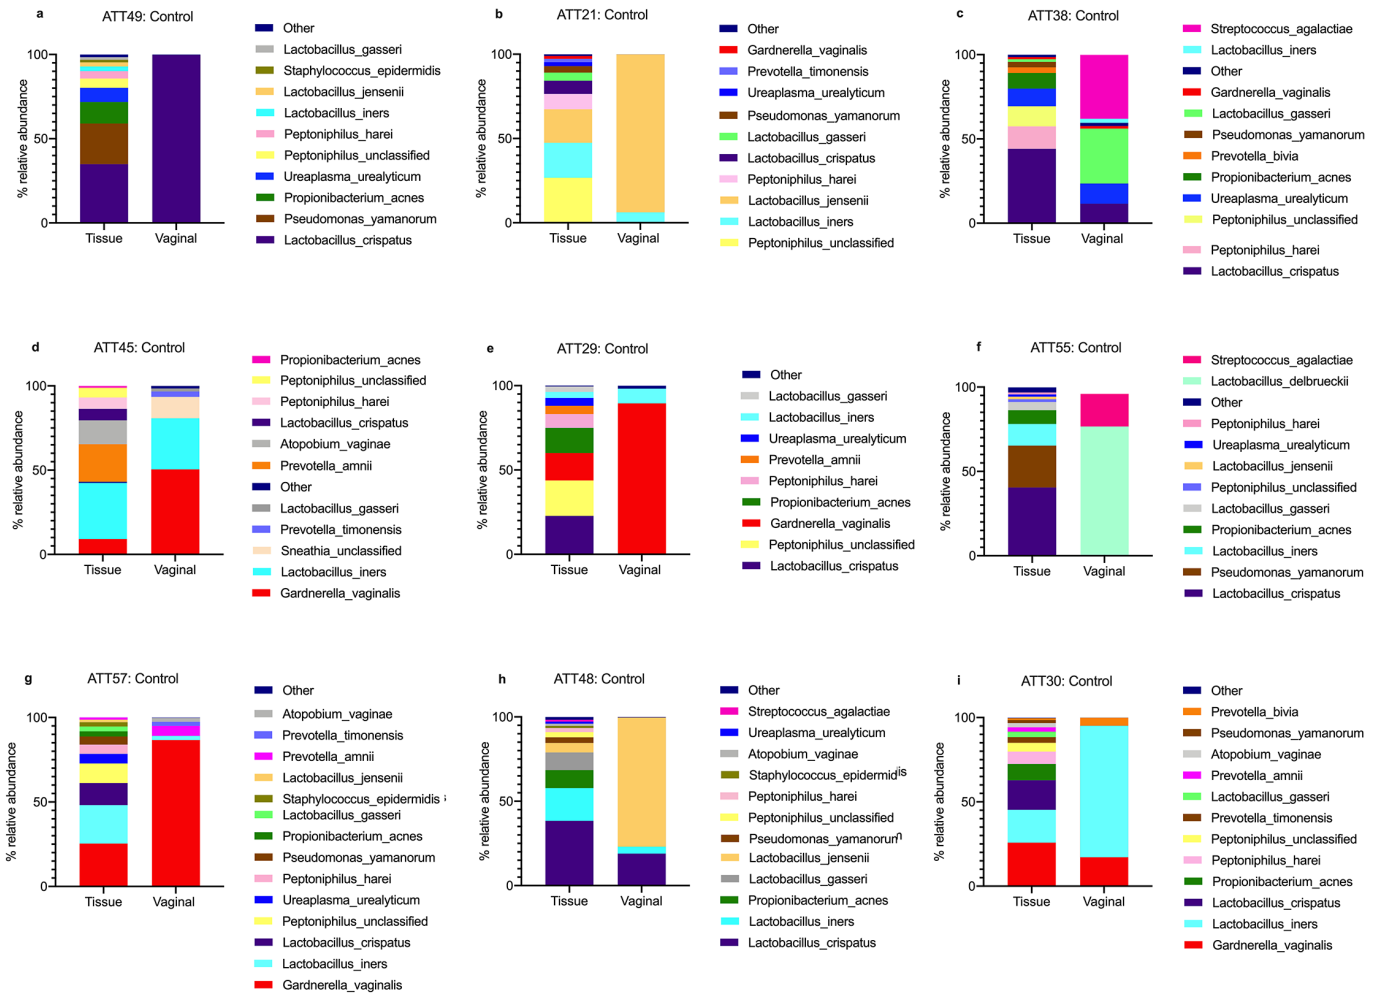 a
ATT49: Control
% relative abundance
100
50
0
Tissue
Vaginal
Other
Lactobacillus_gasseri
Staphylococcus_epidermidis
Lactobacillus_jensenii
Lactobacillus_iners
Peptoniphilus_harei
Peptoniphilus_unclassified
Ureaplasma_urealyticum
Propionibacterium_acnes
Pseudomonas_yamanorum
Lactobacillus_crispatus
b
ATT21: Control
% relative abundance
100
50
0
Tissue
Vaginal
Other
Gardnerella_vaginalis
Prevotella_timonensis
Ureaplasma_urealyticum
Pseudomonas_yamanorum
Lactobacillus_gasseri
Lactobacillus_crispatus
Peptoniphilus_harei
Lactobacillus_jensenii
Lactobacillus_iners
Peptoniphilus_unclassified
c
ATT38: Control
% relative abundance
100
50
0
Tissue
Vaginal
Streptococcus_agalactiae
Lactobacillus_iners
Other
Gardnerella_vaginalis
Lactobacillus_gasseri
Pseudomonas_yamanorum
Prevotella_bivia
Propionibacterium_acnes
Ureaplasma_urealyticum
Peptoniphilus_unclassified
Peptoniphilus_harei
Lactobacillus_crispatus
d
ATT45: Control
% relative abundance
100
50
0
Tissue
Vaginal
Propionibacterium_acnes
Peptoniphilus_unclassified
Peptoniphilus_harei
Lactobacillus_crispatus
Atopobium_vaginae
Prevotella_amnii
Other
Lactobacillus_gasseri
Prevotella_timonensis
Sneathia_unclassified
Lactobacillus_iners
Gardnerella_vaginalis
e
ATT29: Control
% relative abundance
100
50
0
Tissue
Vaginal
Other
Lactobacillus_gasseri
Lactobacillus_iners
Ureaplasma_urealyticum
Prevotella_amnii
Peptoniphilus_harei
Propionibacterium_acnes
Gardnerella_vaginalis
Peptoniphilus_unclassified
Lactobacillus_crispatus
f
ATT55: Control
% relative abundance
100
50
0
Tissue
Vaginal
Streptococcus_agalactiae
Lactobacillus_delbrueckii
Other
Peptoniphilus_harei
Ureaplasma_urealyticum
Lactobacillus_jensenii
Peptoniphilus_unclassified
Lactobacillus_gasseri
Propionibacterium_acnes
Lactobacillus_iners
Pseudomonas_yamanorum
Lactobacillus_crispatus
g
ATT57: Control
% relative abundance
100
50
0
Tissue
Vaginal
Other
Atopobium_vaginae
Prevotella_timonensis
Prevotella_amnii
Lactobacillus_jensenii
Staphylococcus_epidermidis
Lactobacillus_gasseri
Propionibacterium_acnes
Pseudomonas_yamanorum
Peptoniphilus_harei
Ureaplasma_urealyticum
Peptoniphilus_unclassified
Lactobacillus_crispatus
Lactobacillus_iners
Gardnerella_vaginalis
h
ATT48: Control
% relative abundance
100
50
0
Tissue
Vaginal
Other
Streptococcus_agalactiae
Ureaplasma_urealyticum
Atopobium_vaginae
Staphylococcus_epidermidis
Peptoniphilus_harei
Peptoniphilus_unclassified
Pseudomonas_yamanorum
Lactobacillus_jensenii
Lactobacillus_gasseri
Propionibacterium_acnes
Lactobacillus_iners
Lactobacillus_crispatus
i
ATT30: Control
% relative abundance
100
50
0
Tissue
Vaginal
Other
Prevotella_bivia
Pseudomonas_yamanorum
Atopobium_vaginae
Prevotella_amnii
Lactobacillus_gasseri
Prevotella_timonensis
Peptoniphilus_unclassified
Peptoniphilus_harei
Propionibacterium_acnes
Lactobacillus_crispatus
Lactobacillus_iners
Gardnerella_vaginalis